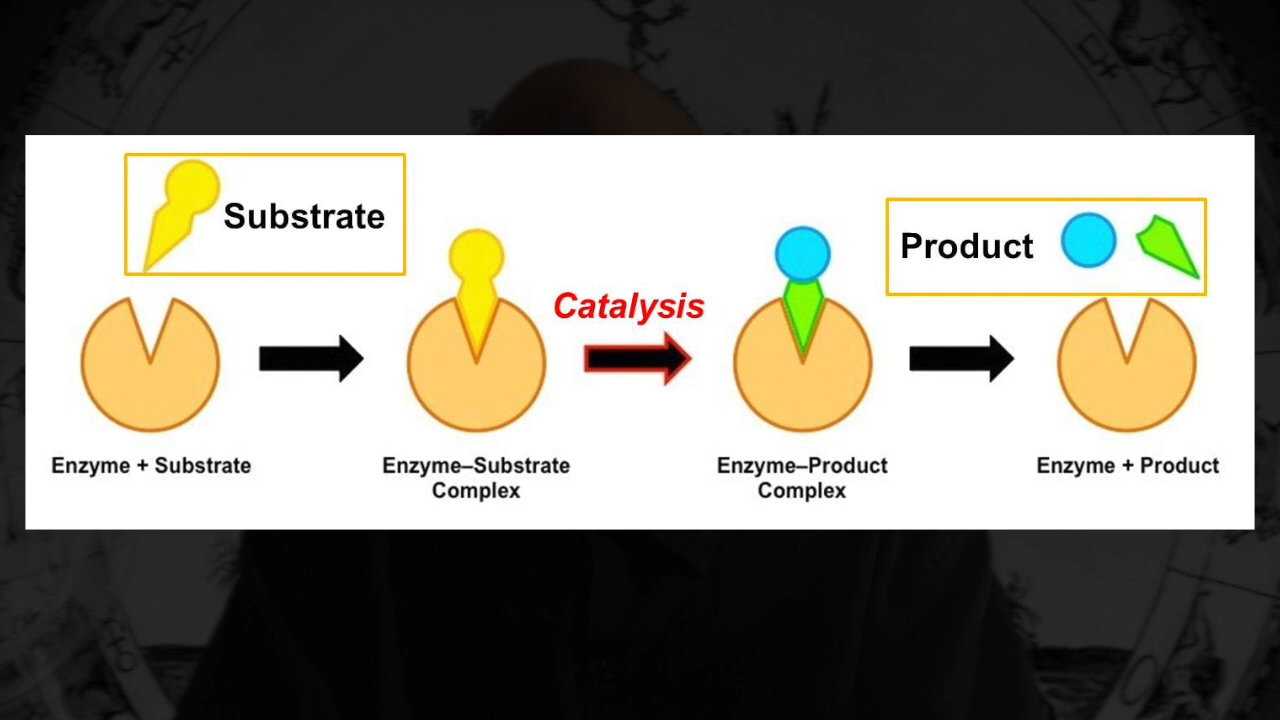 Substrate
Product
Catalysis
Enzyme + Substrate
Enzyme–Substrate
Complex
Enzyme–Product
Complex
Enzyme + Product